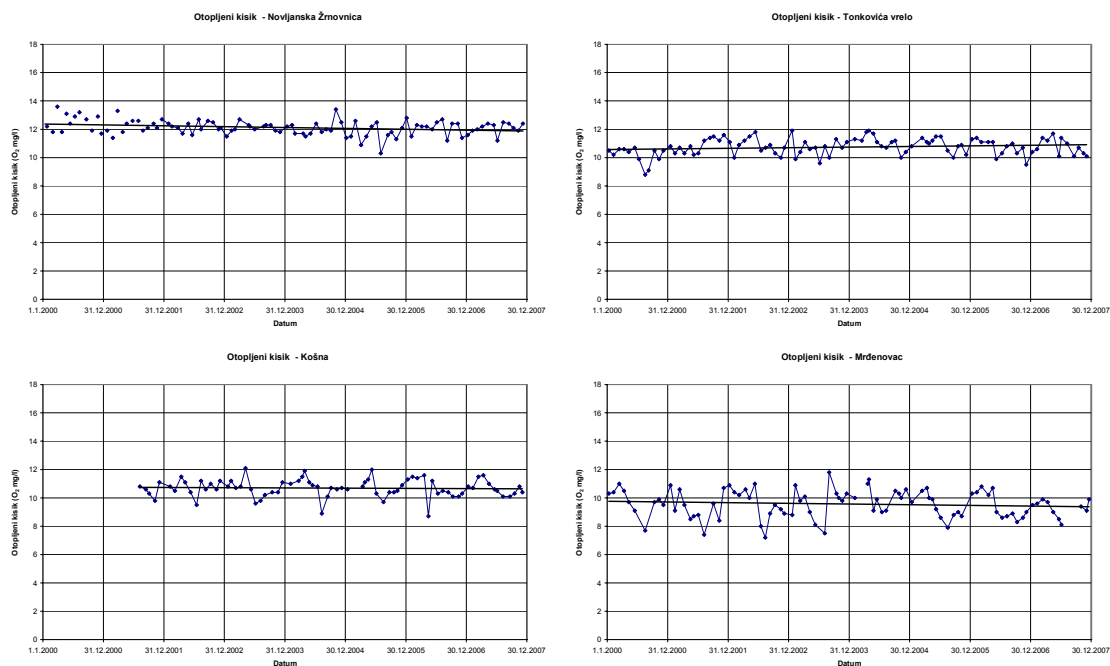 Otopljeni kisik - Novljanska Žrnovnica
Otopljeni kisik (O2 mg/l)
18
16
14
12
10
8
6
4
2
0
1.1.2000 31.12.2000 31.12.2001 31.12.2002 31.12.2003 30.12.2004 30.12.2005 30.12.2006 30.12.2007
Datum
Otopljeni kisik - Tonkovića vrelo
Otopljeni kisik (O2 mg/l)
18
16
14
12
10
8
6
4
2
0
1.1.2000 31.12.2000 31.12.2001 31.12.2002 31.12.2003 30.12.2004 30.12.2005 30.12.2006 30.12.2007
Datum
Otopljeni kisik - Košna
Otopljeni kisik (O2 mg/l)
18
16
14
12
10
8
6
4
2
0
1.1.2000 31.12.2000 31.12.2001 31.12.2002 31.12.2003 30.12.2004 30.12.2005 30.12.2006 30.12.2007
Datum
Otopljeni kisik - Mrđenovac
Otopljeni kisik (O2 mg/l)
18
16
14
12
10
8
6
4
2
0
1.1.2000 31.12.2000 31.12.2001 31.12.2002 31.12.2003 30.12.2004 30.12.2005 30.12.2006 30.12.2007
Datum